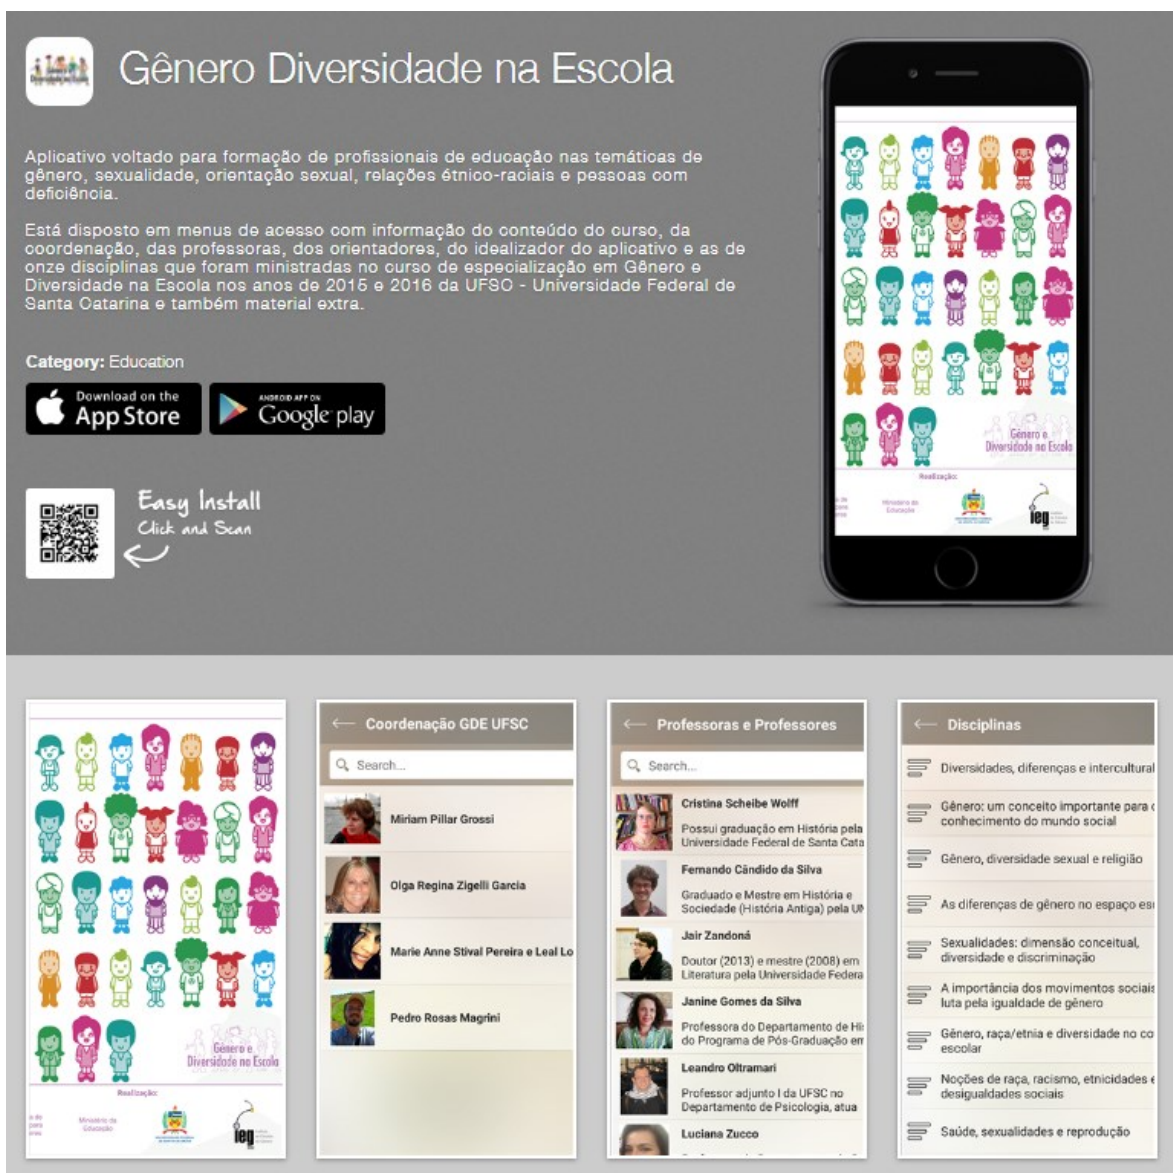 Gênero Diversidade na Escola
Aplicativo voltado para formação de profissionais de educação nas temáticas de
gênero, sexualidade, orientação sexual, relações étnico-raciais e pessoas com
deficiência.
Está disposto em menus de acesso com informação do conteúdo do curso, da
coordenação, das professoras, dos orientadores, do idealizador do aplicativo e as de
onze disciplinas que foram ministradas no curso de especialização em Gênero e
Diversidade na Escola nos anos de 2015 e 2016 da UFSC - Universidade Federal de
Santa Catarina e também material extra.
Category: Education
Download on the
App Store
ANDROID APP ON
Google play
Easy Install
Click and Scan
Gênero e
Diversidade na Escola
Realização:
Ministério da
Educação
ieg
Gênero e
Diversidade na Escola
Realização:
Ministério da
Educação
ieg
Coordenação GDE UFSC
Search...
Miriam Pillar Grossi
Olga Regina Zigelli Garcia
Marie Anne Stival Pereira e Leal Lo
Pedro Rosas Magrini
Professoras e Professores
Search...
Cristina Scheibe Wolff
Possui graduação em História pela
Universidade Federal de Santa Cata
Fernando Cândido da Silva
Graduado e Mestre em História e
Sociedade (História Antiga) pela UN
Jair Zandoná
Doutor (2013) e mestre (2008) em
Literatura pela Universidade Federa
Janine Gomes da Silva
Professora do Departamento de His
do Programa de Pós-Graduação em
Leandro Oltramari
Professor adjunto I da UFSC no
Departamento de Psicologia, atua
Luciana Zucco
Disciplinas
Diversidades, diferenças e intercultural
Gênero: um conceito importante para o
conhecimento do mundo social
Gênero, diversidade sexual e religião
As diferenças de gênero no espaço es
Sexualidades: dimensão conceitual,
diversidade e discriminação
A importância dos movimentos sociais
luta pela igualdade de gênero
Gênero, raça/etnia e diversidade no co
escolar
Noções de raça, racismo, etnicidades e
desigualdades sociais
Saúde, sexualidades e reprodução